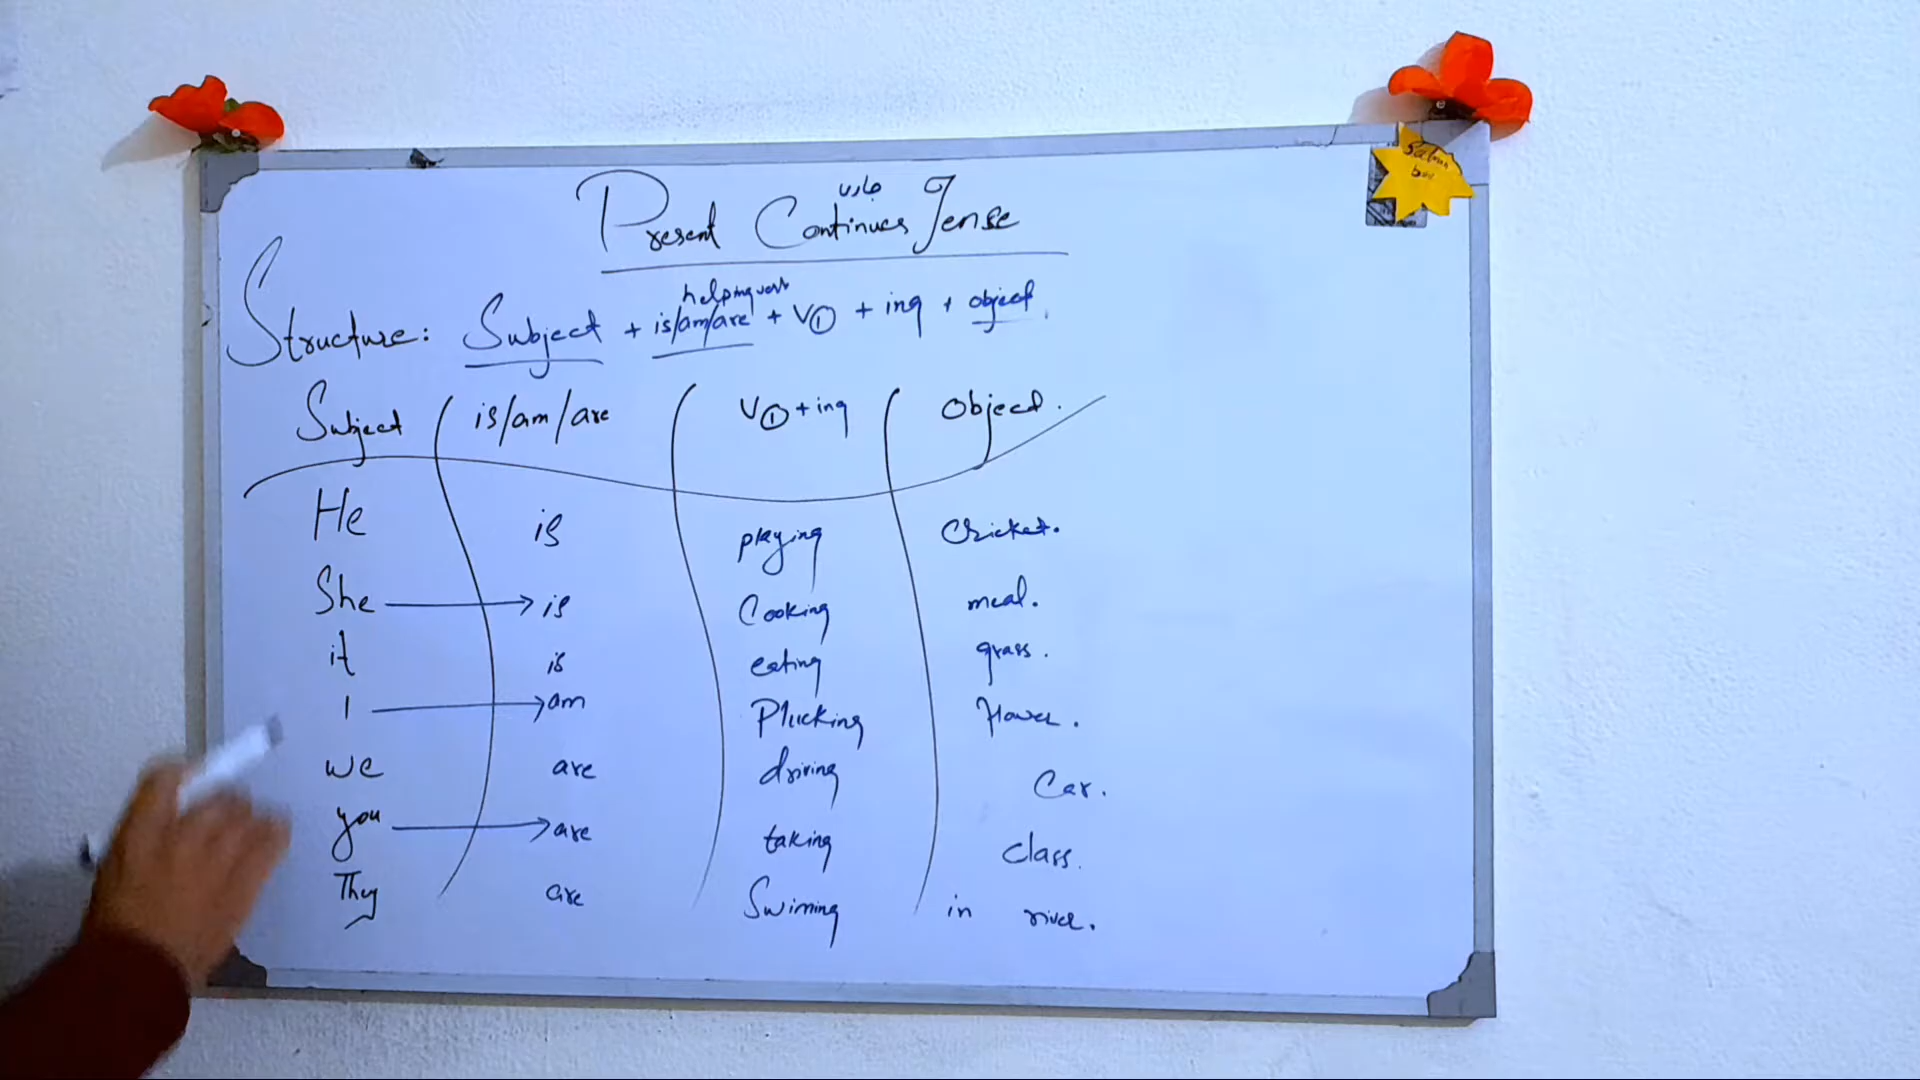 جاری
Present Continues Tense
helping verb
Structure: Subject + is/am/are + V① + ing + object.
Subject is/am/are V①+ing Object.
He is playing Cricket.
She → is Cooking meal.
it is eating grass.
I → am Plucking flower.
we are driving Car.
you → are taking class.
They are Swiming in river.